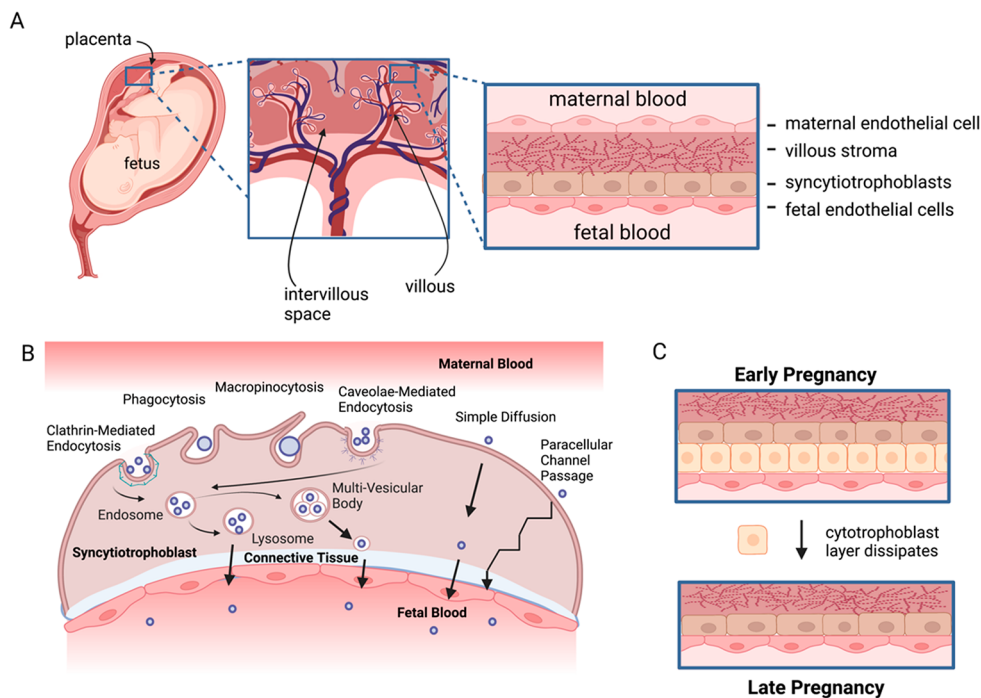 A
placenta
fetus
intervillous
space
villous
maternal blood
fetal blood
maternal endothelial cell
villous stroma
syncytiotrophoblasts
fetal endothelial cells
B
Maternal Blood
Phagocytosis
Macropinocytosis
Caveolae-Mediated
Endocytosis
Clathrin-Mediated
Endocytosis
Simple Diffusion
Paracellular
Channel
Passage
Endosome
Multi-Vesicular
Body
Lysosome
Syncytiotrophoblast
Connective Tissue
Fetal Blood
C
Early Pregnancy
cytotrophoblast
layer dissipates
Late Pregnancy